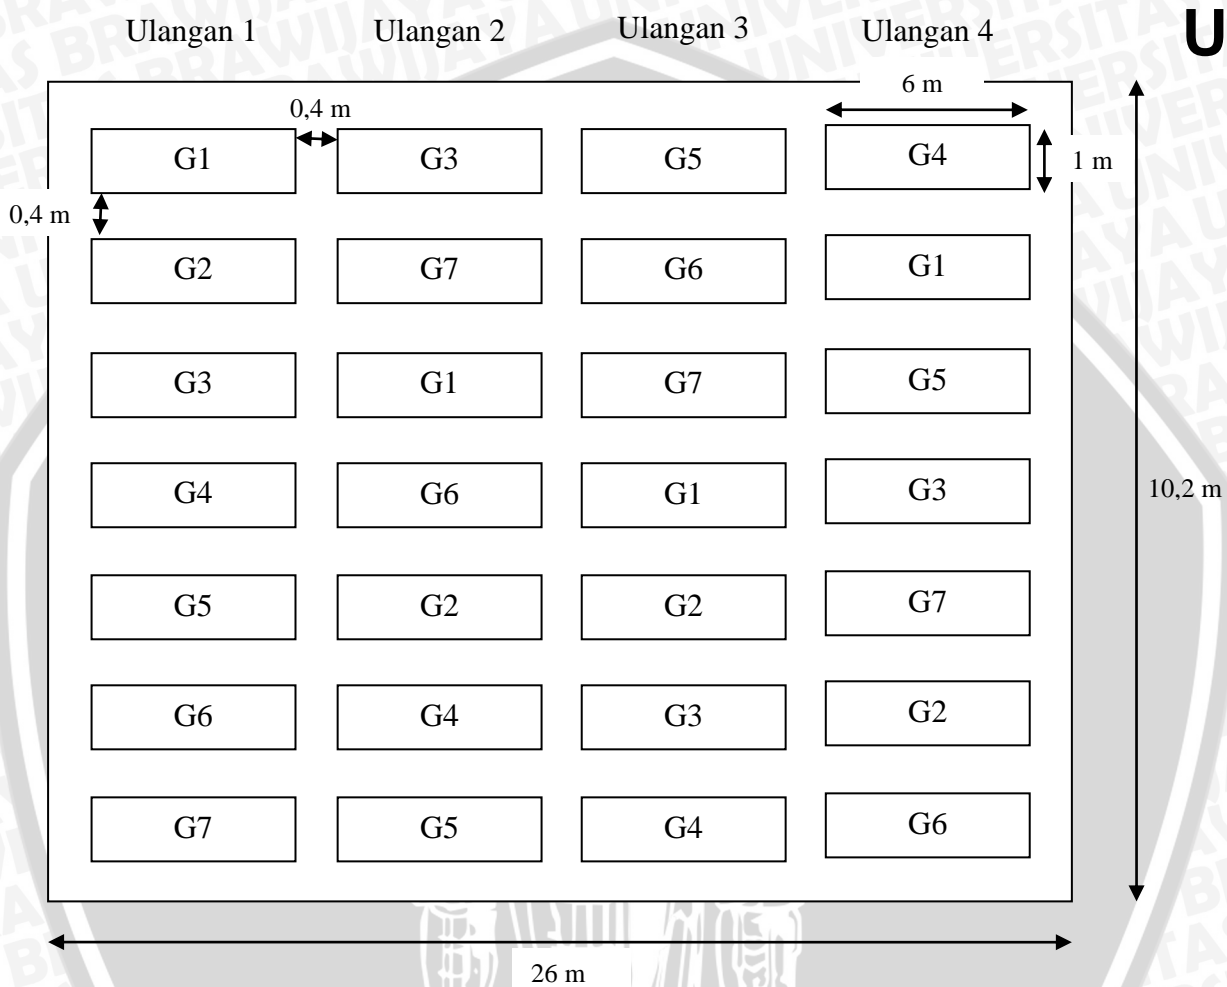 U
Ulangan 1 Ulangan 2 Ulangan 3 Ulangan 4
6 m
0,4 m
G1 G3 G5 G4
1 m
0,4 m
G2 G7 G6 G1
G3 G1 G7 G5
G4 G6 G1 G3
10,2 m
G5 G2 G2 G7
G6 G4 G3 G2
G7 G5 G4 G6
26 m